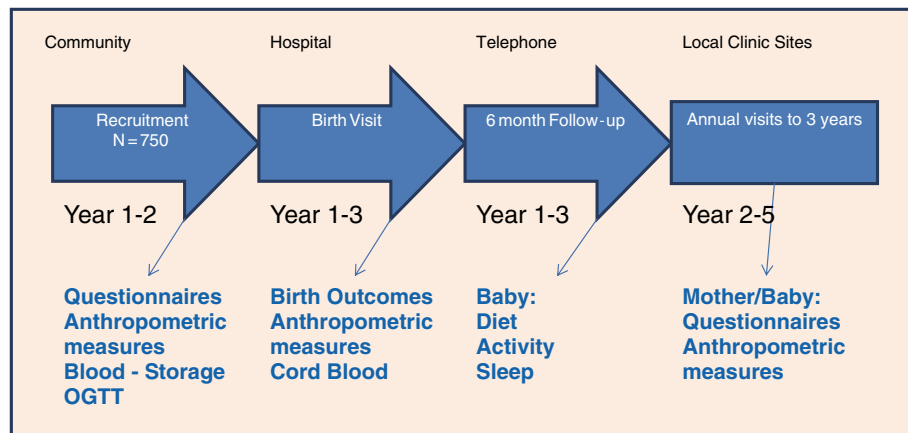 Community
Hospital
Telephone
Local Clinic Sites
Recruitment
N = 750
Birth Visit
6 month Follow-up
Annual visits to 3 years
Year 1-2
Year 1-3
Year 1-3
Year 2-5
Questionnaires
Anthropometric
measures
Blood - Storage
OGTT
Birth Outcomes
Anthropometric
measures
Cord Blood
Baby:
Diet
Activity
Sleep
Mother/Baby:
Questionnaires
Anthropometric
measures